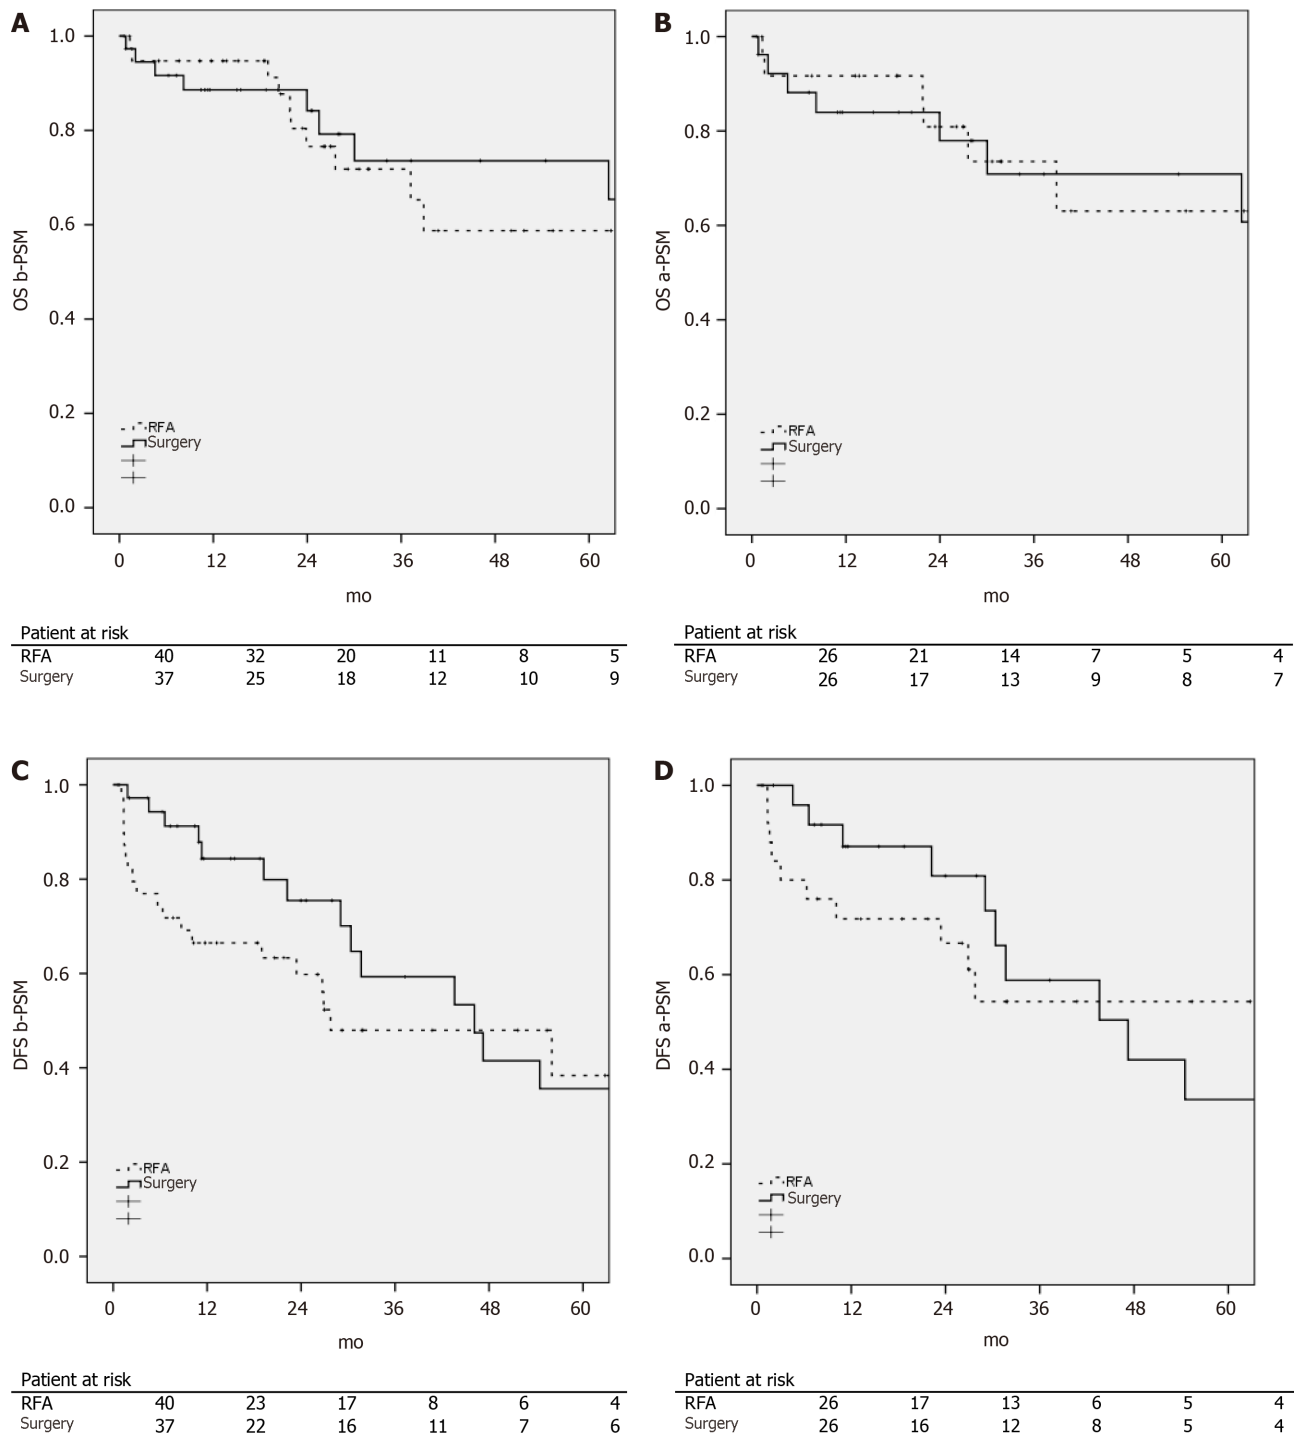 A
1.0
0.8
0.6
0.4
0.2
0.0
OS b-PSM
RFA
Surgery
0 12 24 36 48 60
mo
Patient at risk
RFA 40 32 20 11 8 5
Surgery 37 25 18 12 10 9
B
1.0
0.8
0.6
0.4
0.2
0.0
OS a-PSM
RFA
Surgery
0 12 24 36 48 60
mo
Patient at risk
RFA 26 21 14 7 5 4
Surgery 26 17 13 9 8 7
C
1.0
0.8
0.6
0.4
0.2
0.0
DFS b-PSM
RFA
Surgery
0 12 24 36 48 60
mo
Patient at risk
RFA 40 23 17 8 6 4
Surgery 37 22 16 11 7 6
D
1.0
0.8
0.6
0.4
0.2
0.0
DFS a-PSM
RFA
Surgery
0 12 24 36 48 60
mo
Patient at risk
RFA 26 17 13 6 5 4
Surgery 26 16 12 8 5 4